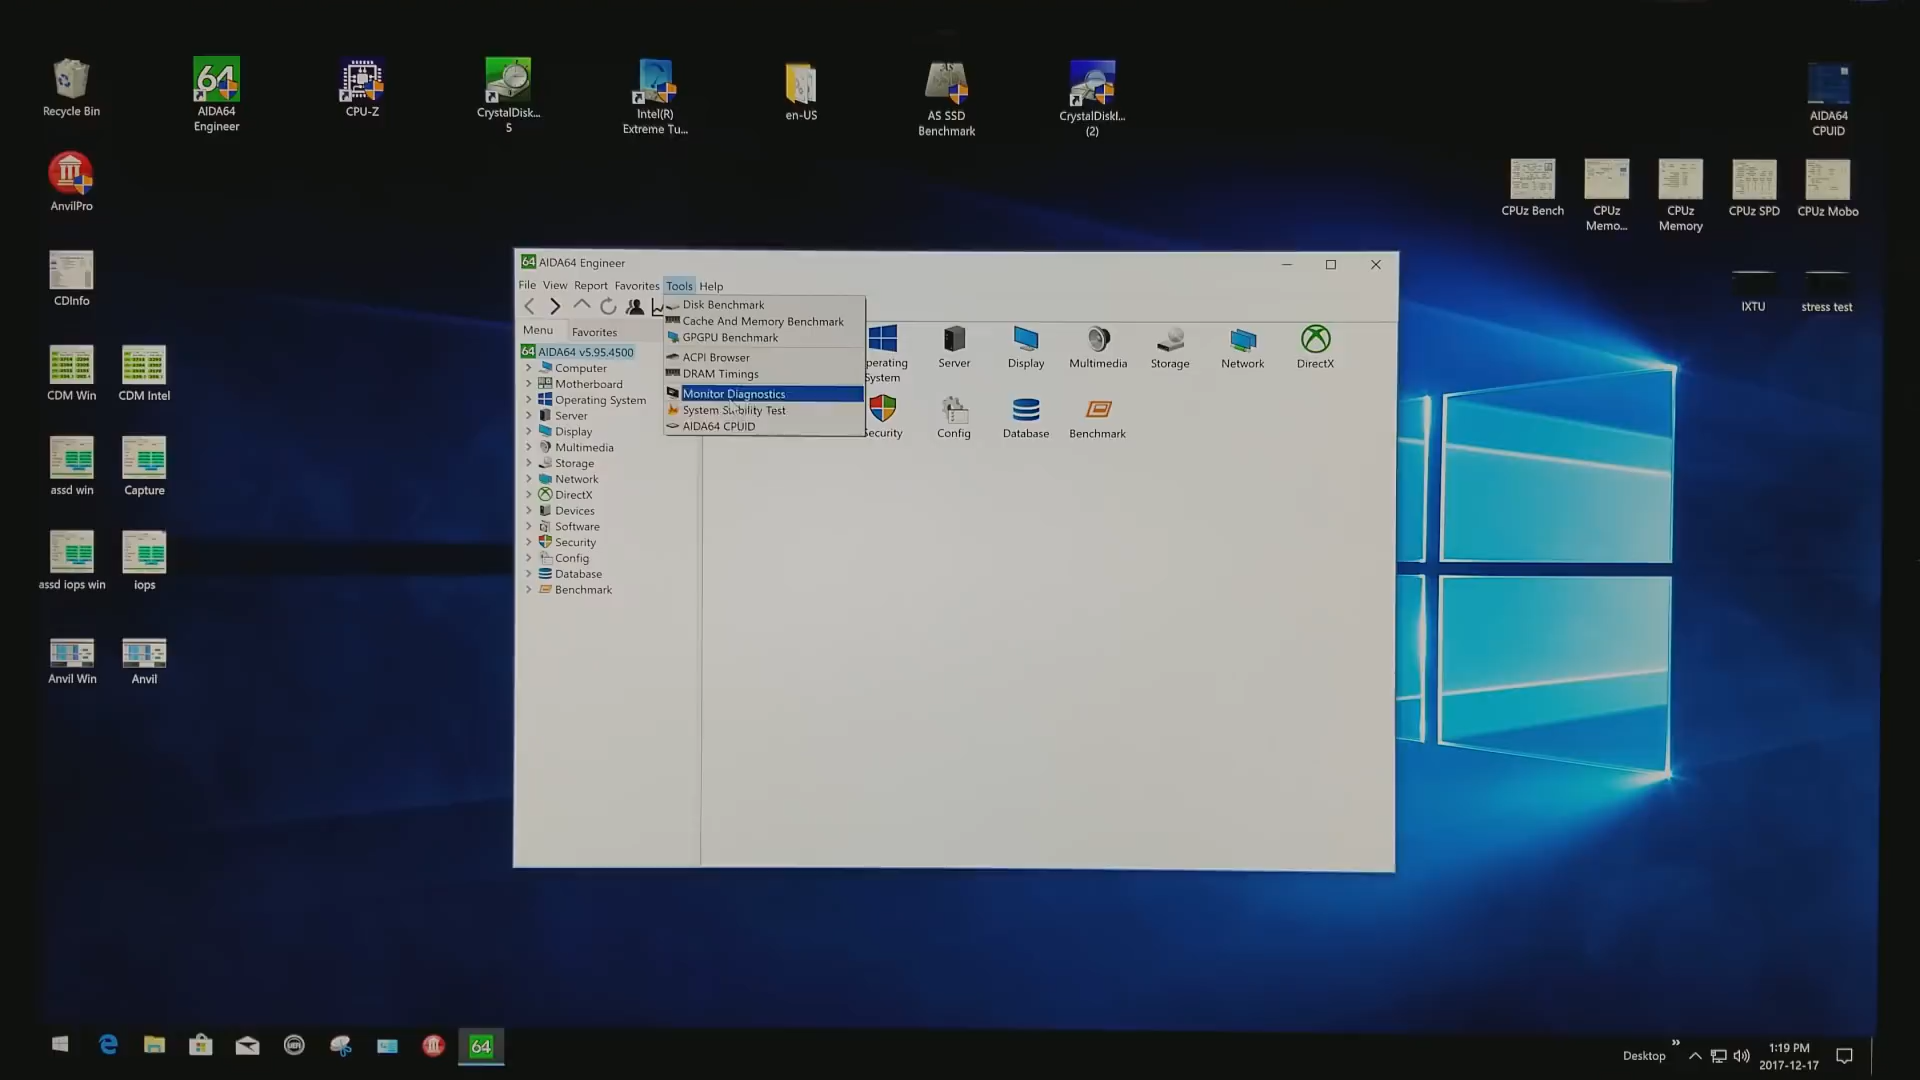 Recycle Bin
AIDA64
Engineer
CPU-Z
CrystalDisk...
5
Intel(R)
Extreme Tu...
en-US
AS SSD
Benchmark
CrystalDiskI...
(2)
AIDA64
CPUID
AnvilPro
CPUz Bench
CPUz
Memo...
CPUz
Memory
CPUz SPD
CPUz Mobo
CDInfo
IXTU
stress test
CDM Win
CDM Intel
assd win
Capture
assd iops win
iops
Anvil Win
Anvil
64 AIDA64 Engineer
File View Report Favorites Tools Help
Disk Benchmark
Cache And Memory Benchmark
GPGPU Benchmark
ACPI Browser
DRAM Timings
Monitor Diagnostics
System Stability Test
AIDA64 CPUID
Menu
Favorites
64 AIDA64 v5.95.4500
Computer
Motherboard
Operating System
Server
Display
Multimedia
Storage
Network
DirectX
Devices
Software
Security
Config
Database
Benchmark
perating
System
Server
Display
Multimedia
Storage
Network
DirectX
ecurity
Config
Database
Benchmark
64
Desktop
1:19 PM
2017-12-17